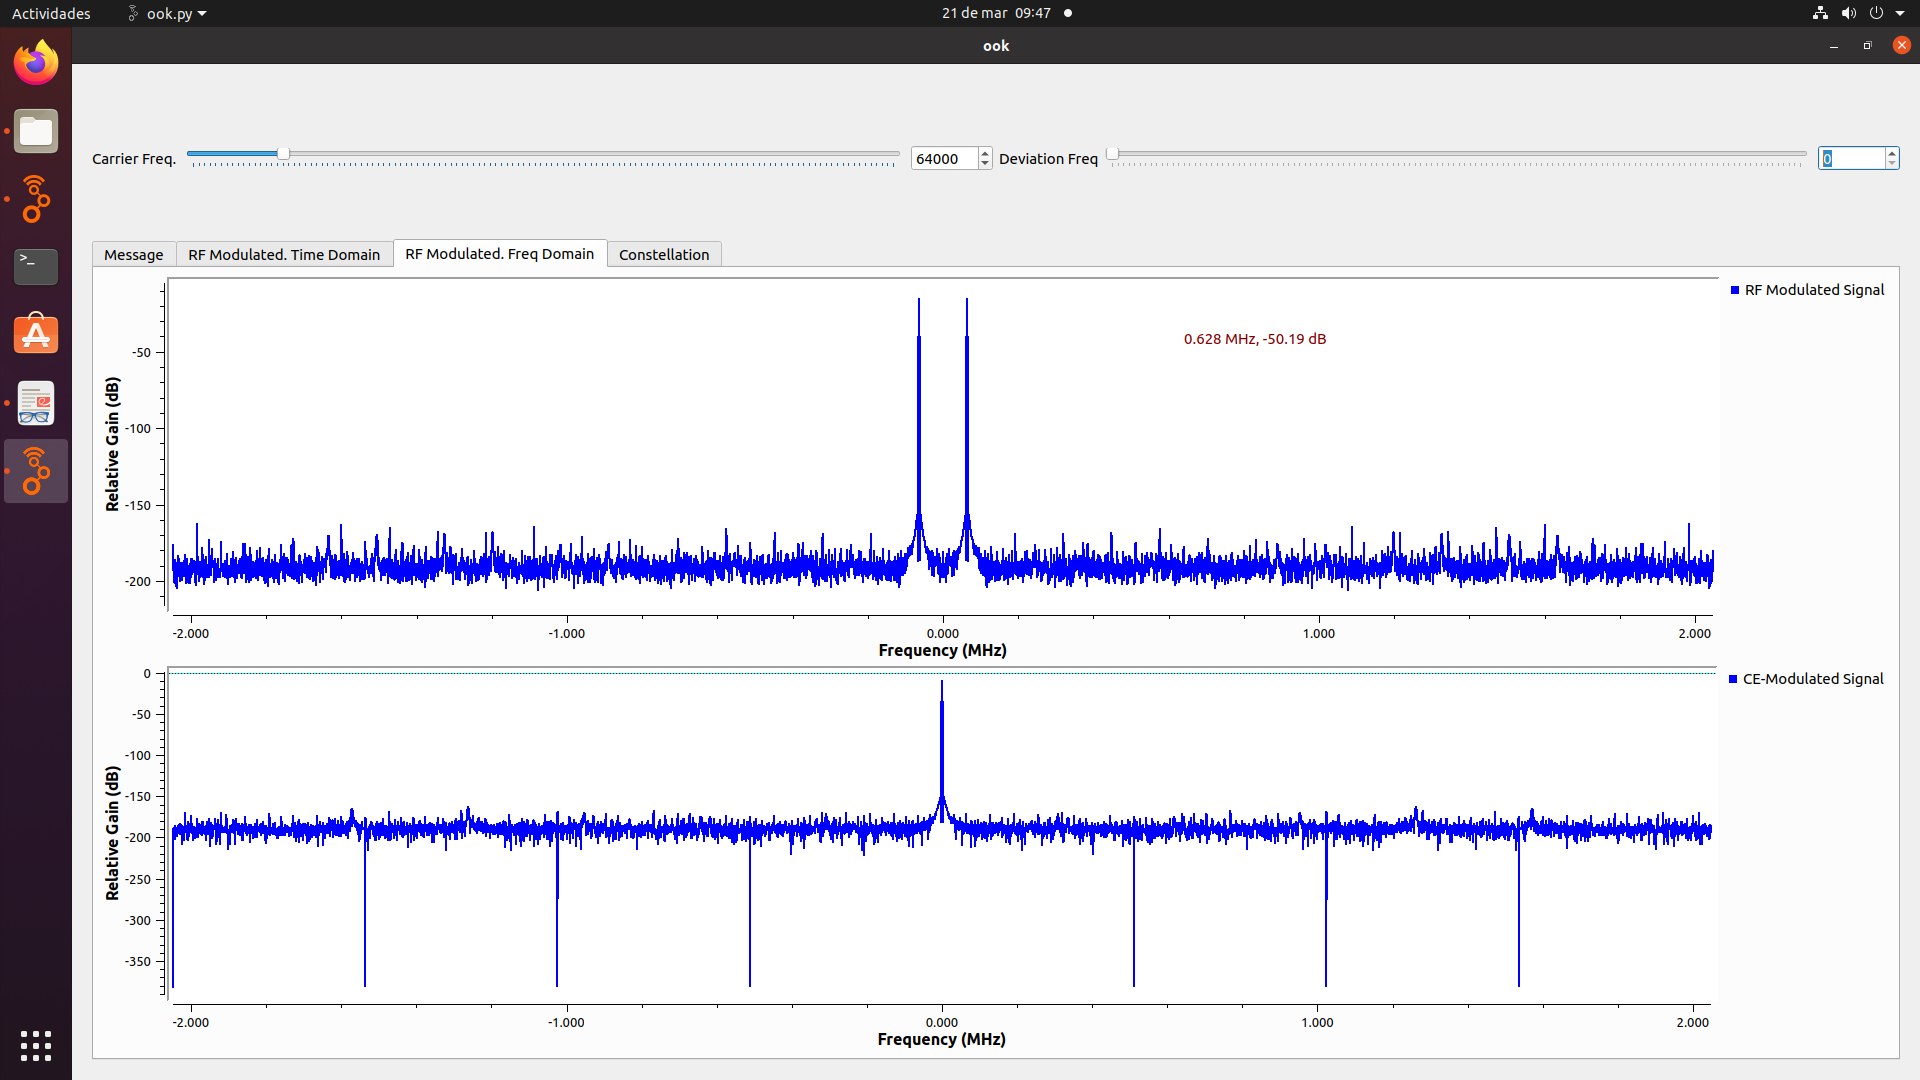 Actividades ook.py 21 de mar 09:47
ook
Carrier Freq. 64000 Deviation Freq 0
Message RF Modulated. Time Domain RF Modulated. Freq Domain Constellation
RF Modulated Signal
0.628 MHz, -50.19 dB
Relative Gain (dB)
-50
-100
-150
-200
-2.000 -1.000 0.000 1.000 2.000
Frequency (MHz)
CE-Modulated Signal
Relative Gain (dB)
0
-50
-100
-150
-200
-250
-300
-350
-2.000 -1.000 0.000 1.000 2.000
Frequency (MHz)